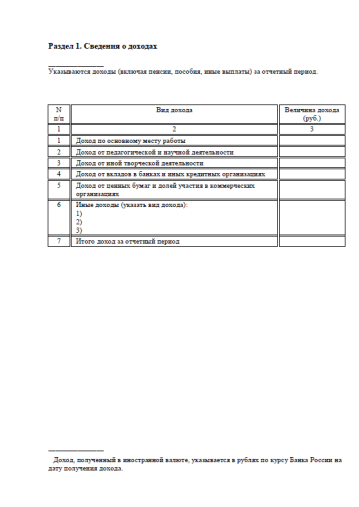 Раздел 1. Сведения о доходах
Указываются доходы (включая пенсии, пособия, иные выплаты) за отчетный период.
N
п/п
Вид дохода
Величина дохода
(руб.)
1
2
3
1 Доход по основному месту работы
2 Доход от педагогической и научной деятельности
3 Доход от иной творческой деятельности
4 Доход от вкладов в банках и иных кредитных организациях
5 Доход от ценных бумаг и долей участия в коммерческих
организациях
6 Иные доходы (указать вид дохода):
1)
2)
3)
7 Итого доход за отчетный период
Доход, полученный в иностранной валюте, указывается в рублях по курсу Банка России на
дату получения дохода.